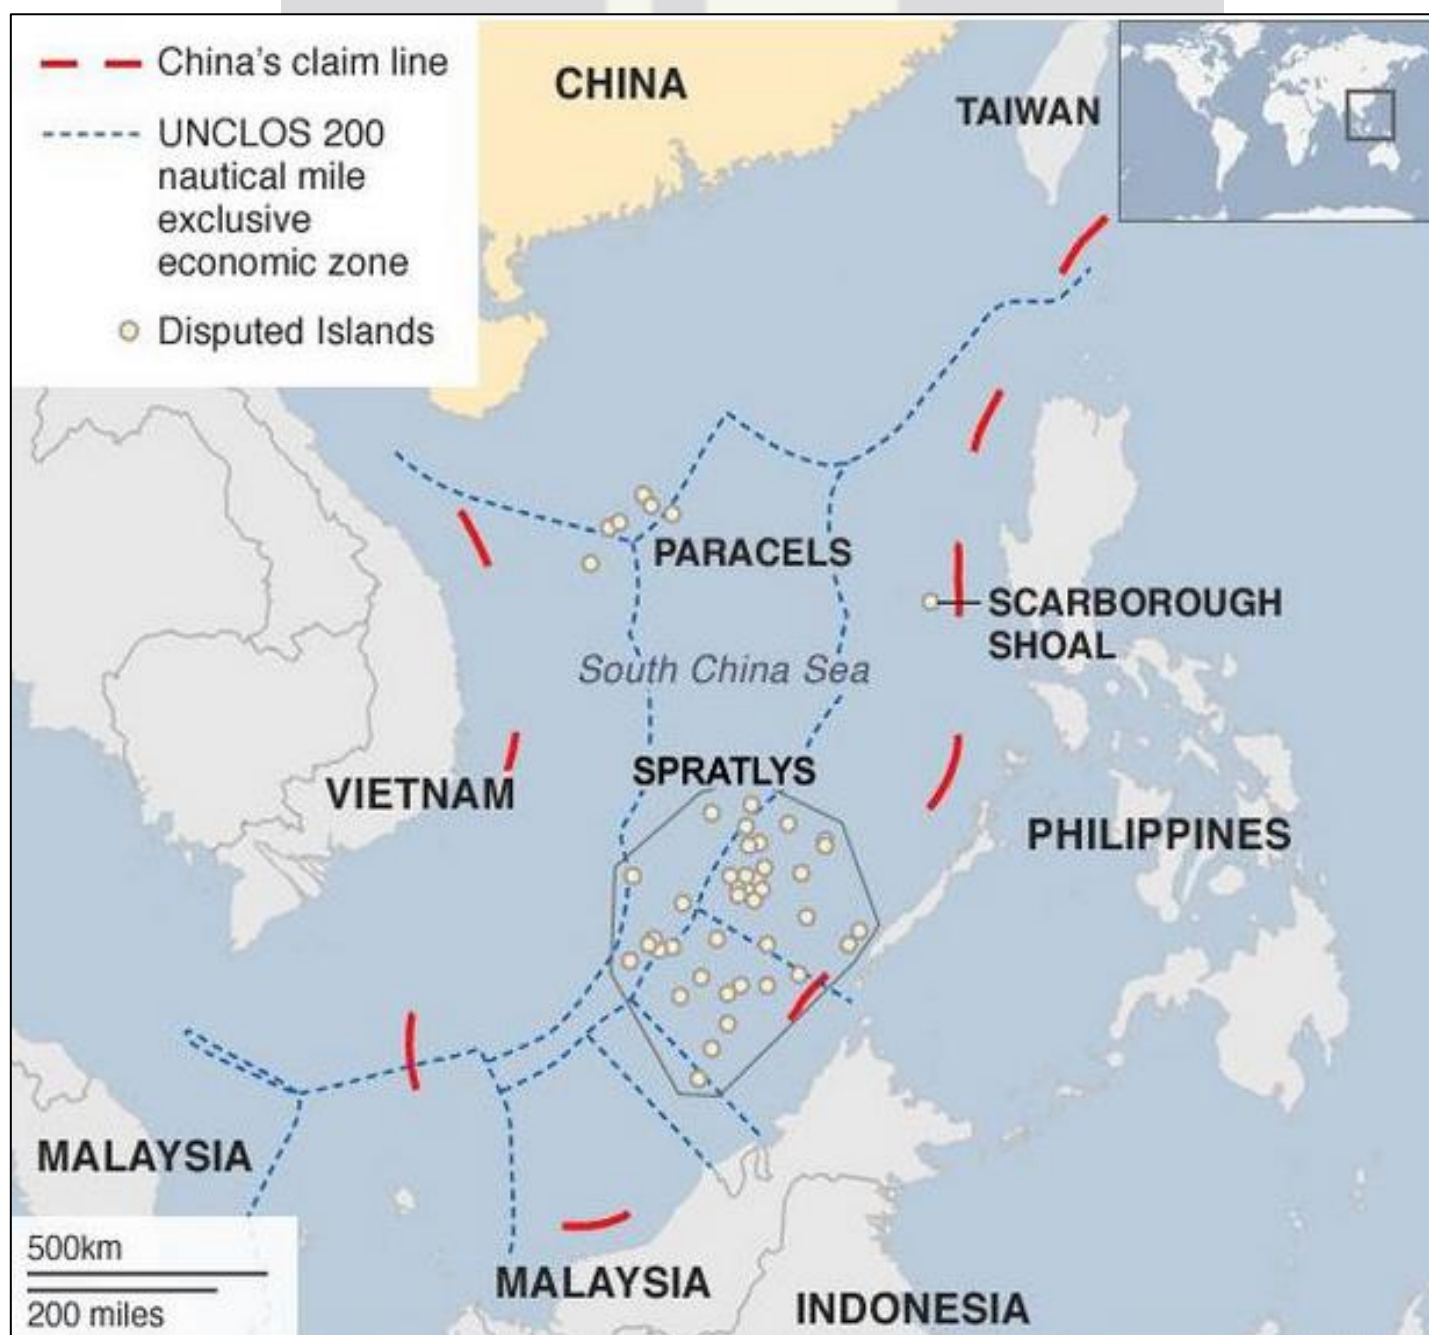 China's claim line
UNCLOS 200
nautical mile
exclusive
economic zone
Disputed Islands
CHINA
TAIWAN
PARACELS
SCARBOROUGH
SHOAL
South China Sea
SPRATLYS
VIETNAM
PHILIPPINES
MALAYSIA
500km
200 miles
MALAYSIA
INDONESIA